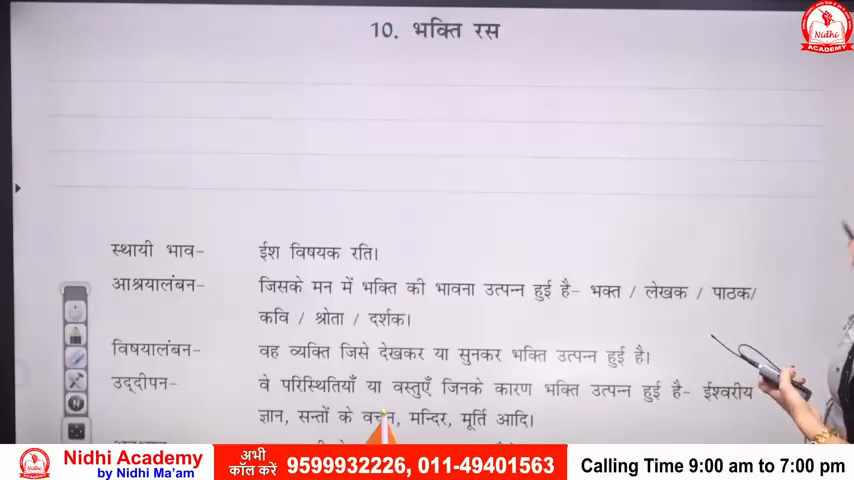 10. भक्ति रस
Nidhi
ACADEMY
स्थायी भाव- ईश विषयक रति।
आश्रयालंबन- जिसके मन में भक्ति की भावना उत्पन्न हुई है- भक्त / लेखक / पाठक/
कवि / श्रोता / दर्शक।
विषयालंबन- वह व्यक्ति जिसे देखकर या सुनकर भक्ति उत्पन्न हुई है।
उद्दीपन- वे परिस्थितियाँ या वस्तुएँ जिनके कारण भक्ति उत्पन्न हुई है- ईश्वरीय
ज्ञान, सन्तों के वचन, मन्दिर, मूर्ति आदि।
Nidhi Academy
by Nidhi Ma'am
अभी
कॉल करें
9599932226, 011-49401563
Calling Time 9:00 am to 7:00 pm